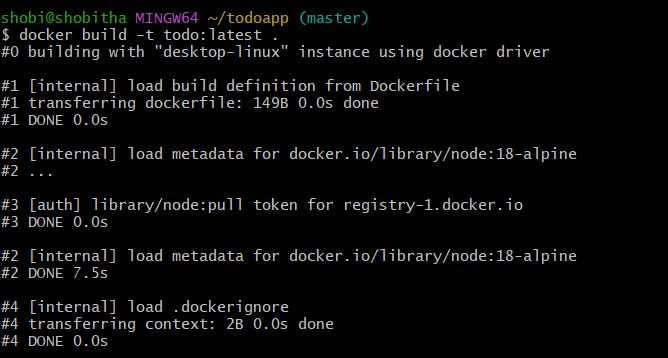 shobi@shobitha MINGW64 ~/todoapp (master)
$ docker build -t todo:latest .
#0 building with "desktop-linux" instance using docker driver
#1 [internal] load build definition from Dockerfile
#1 transferring dockerfile: 149B 0.0s done
#1 DONE 0.0s
#2 [internal] load metadata for docker.io/library/node:18-alpine
#2 ...
#3 [auth] library/node:pull token for registry-1.docker.io
#3 DONE 0.0s
#2 [internal] load metadata for docker.io/library/node:18-alpine
#2 DONE 7.5s
#4 [internal] load .dockerignore
#4 transferring context: 2B 0.0s done
#4 DONE 0.0s